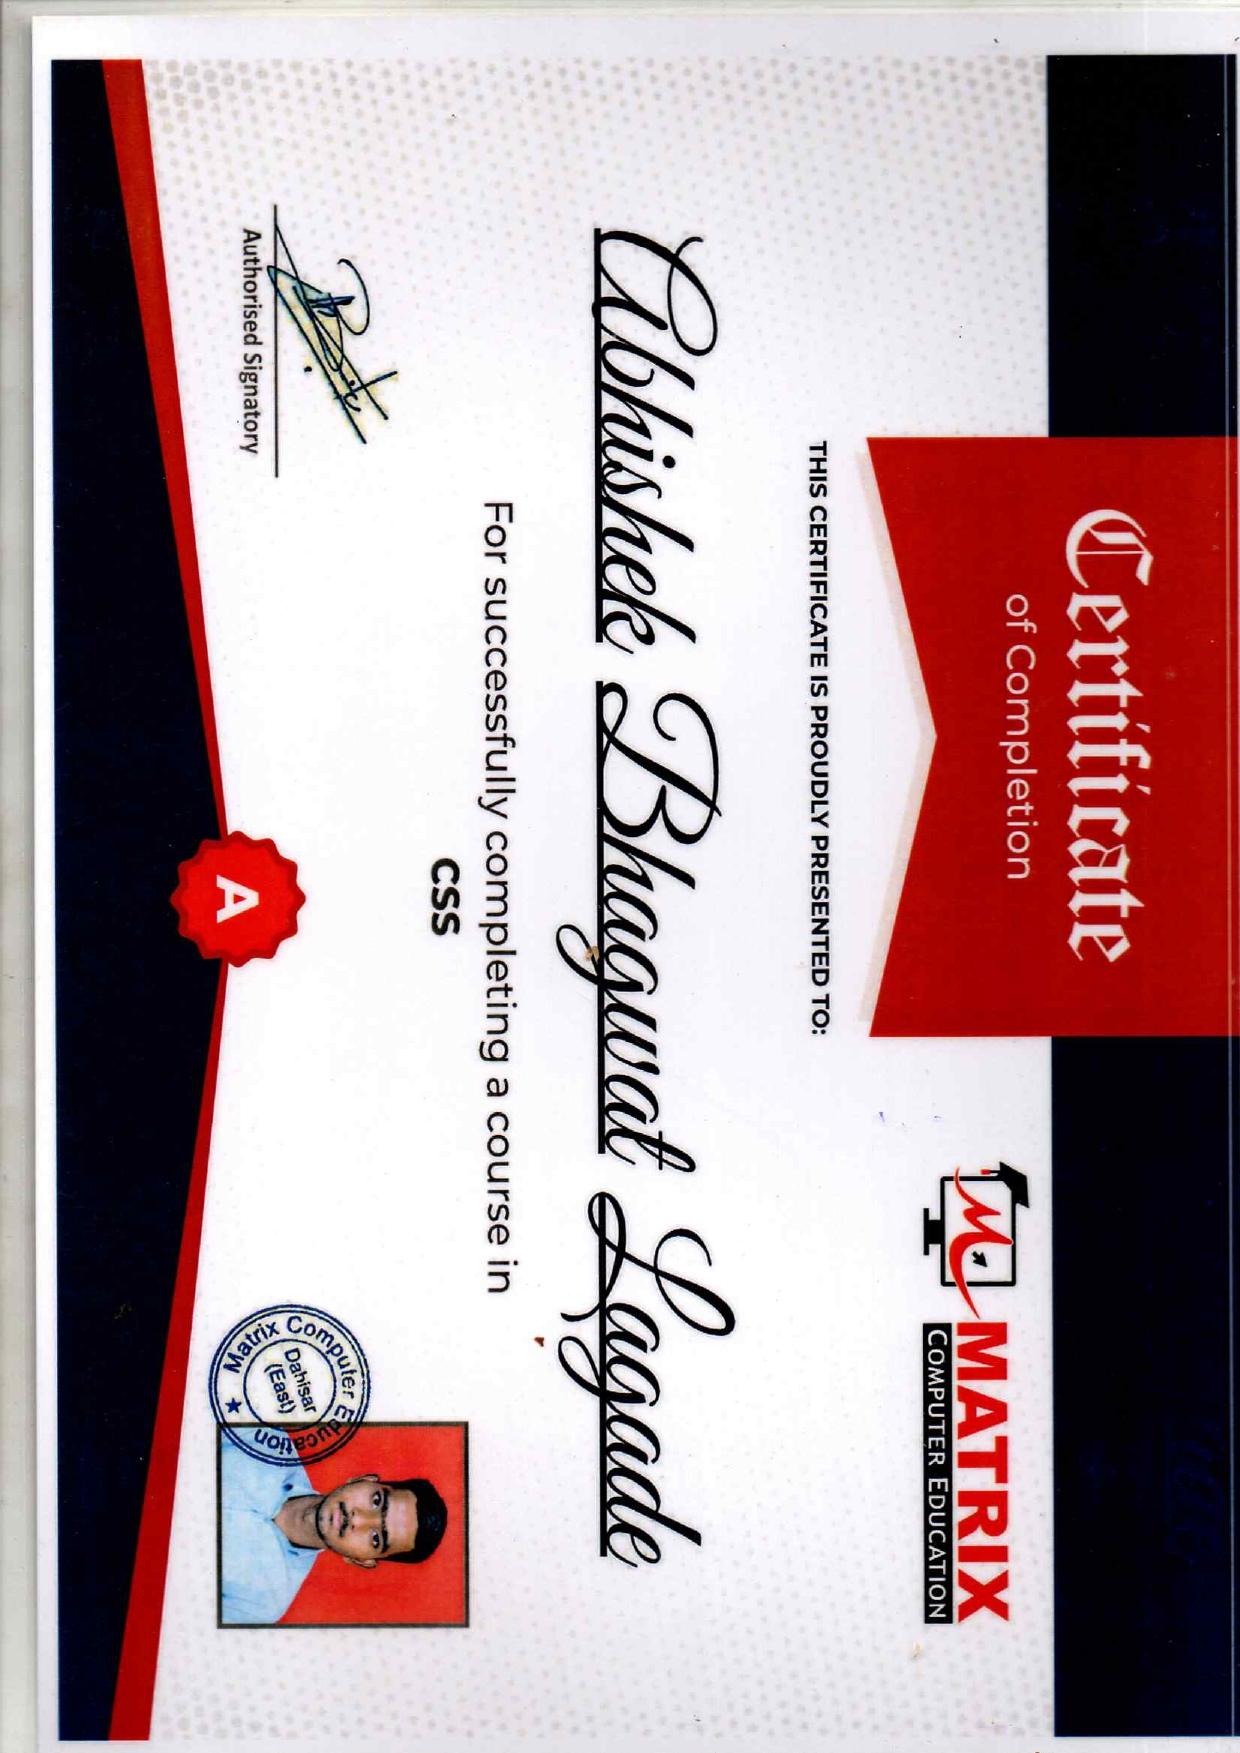 Certificate
of Completion
MATRIX
COMPUTER EDUCATION
THIS CERTIFICATE IS PROUDLY PRESENTED TO:
Abhishek Bhagwat Lagade
For successfully completing a course in
CSS
Authorised Signatory
A
Matrix Computer Education
Dahisar
(East)